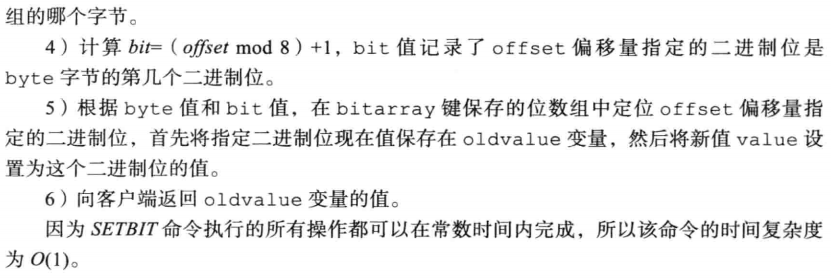 组的哪个字节。
4）计算 bit=（offset mod 8）+1，bit 值记录了 offset 偏移量指定的二进制位是
byte 字节的第几个二进制位。
5）根据 byte 值和 bit 值，在 bitarray 键保存的位数组中定位 offset 偏移量指
定的二进制位，首先将指定二进制位现在值保存在 oldvalue 变量，然后将新值 value 设
置为这个二进制位的值。
6）向客户端返回 oldvalue 变量的值。
因为 SETBIT 命令执行的所有操作都可以在常数时间内完成，所以该命令的时间复杂度
为 O(1)。